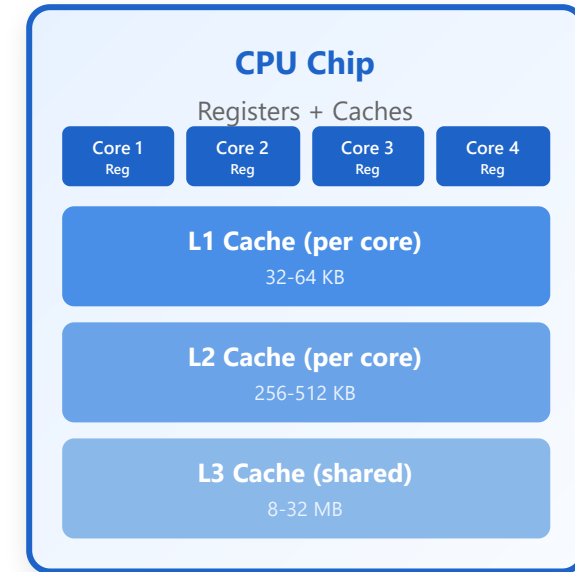 CPU Chip
Registers + Caches
Core 1 Core 2 Core 3 Core 4
Reg Reg Reg Reg
L1 Cache (per core)
32-64 KB
L2 Cache (per core)
256-512 KB
L3 Cache (shared)
8-32 MB